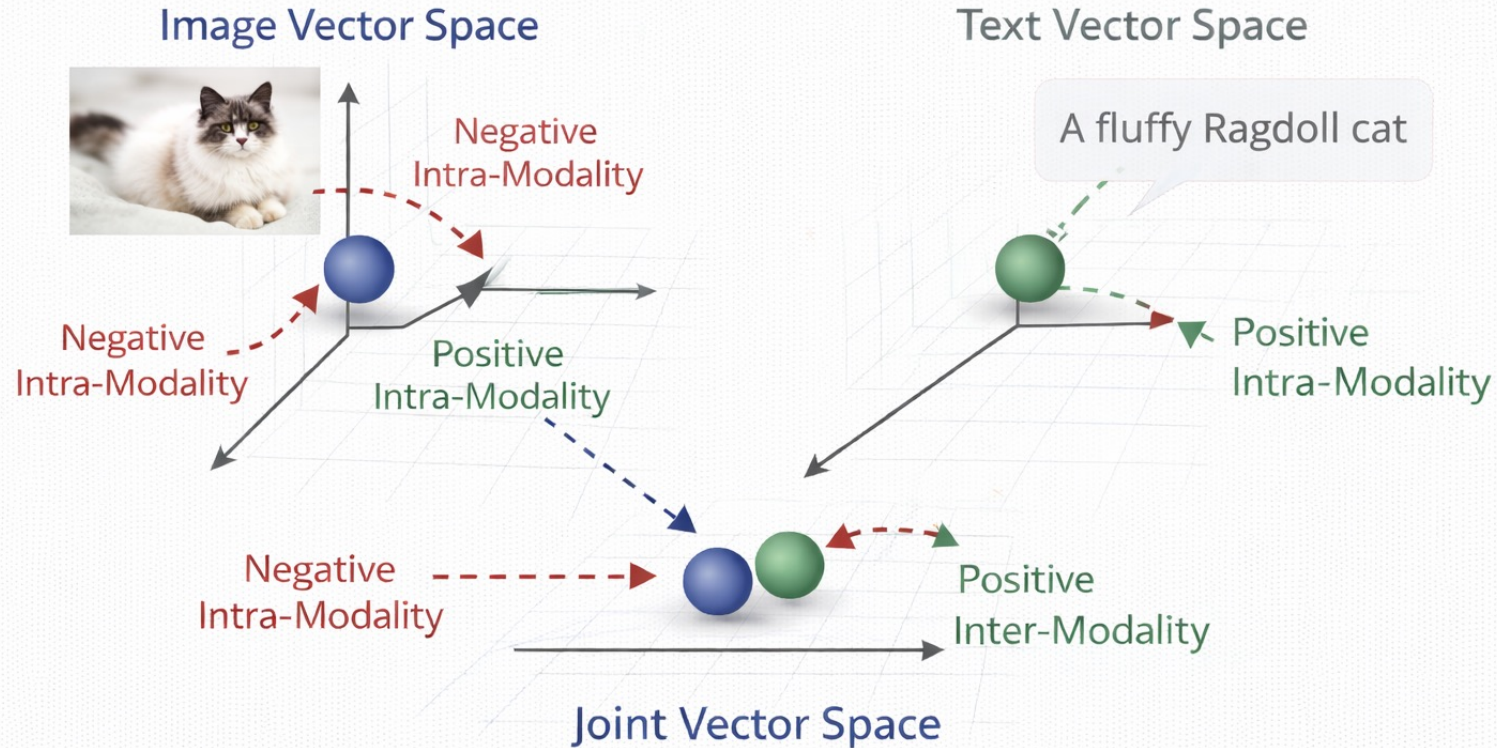 Image Vector Space
Text Vector Space
A fluffy Ragdoll cat
Negative
Intra-Modality
Negative
Intra-Modality
Positive
Intra-Modality
Positive
Intra-Modality
Negative
Intra-Modality
Positive
Inter-Modality
Joint Vector Space